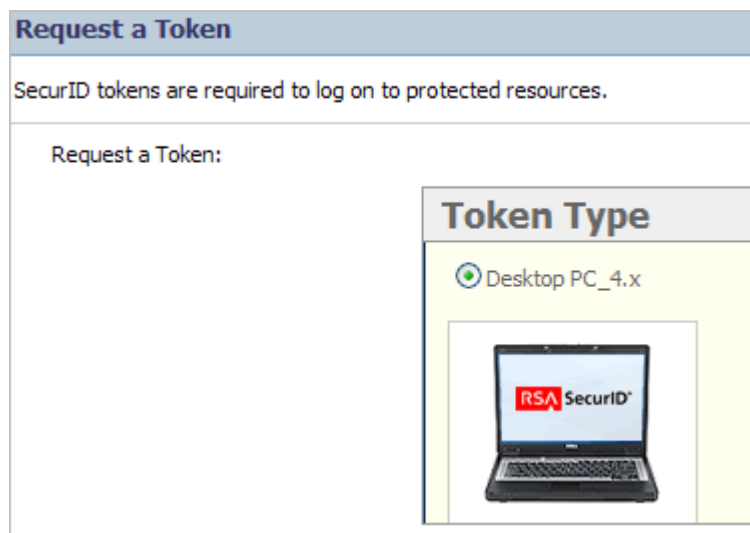 Request a Token
SecurID tokens are required to log on to protected resources.
Request a Token:
Token Type
Desktop PC_4.x
RSA SecurID®